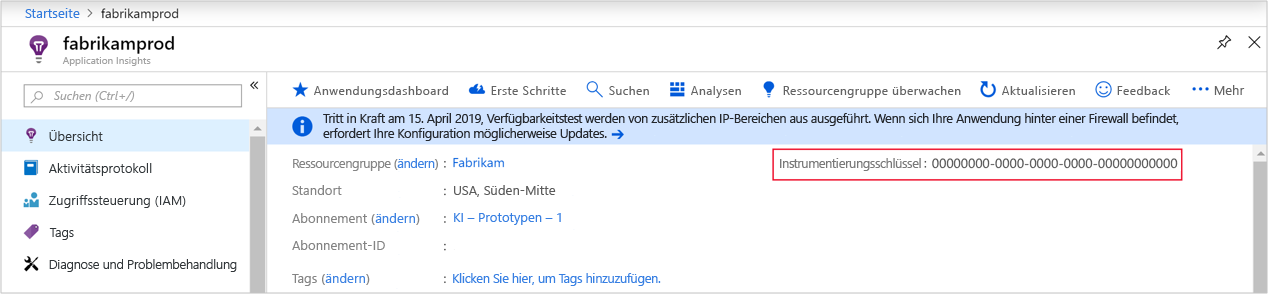 Startseite > fabrikamprod
fabrikamprod
Application Insights
Suchen (Ctrl+/)
«
Übersicht
Aktivitätsprotokoll
Zugriffssteuerung (IAM)
Tags
Diagnose und Problembehandlung
Anwendungsdashboard Erste Schritte Suchen Analysen Ressourcengruppe überwachen Aktualisieren Feedback ··· Mehr
Tritt in Kraft am 15. April 2019, Verfügbarkeitstest werden von zusätzlichen IP-Bereichen aus ausgeführt. Wenn sich Ihre Anwendung hinter einer Firewall befindet,
erfordert Ihre Konfiguration möglicherweise Updates. →
Ressourcengruppe (ändern) : Fabrikam
Instrumentierungsschlüssel : 00000000-0000-0000-0000-00000000000
Standort : USA, Süden-Mitte
Abonnement (ändern) : KI – Prototypen – 1
Abonnement-ID :
Tags (ändern) : Klicken Sie hier, um Tags hinzuzufügen.